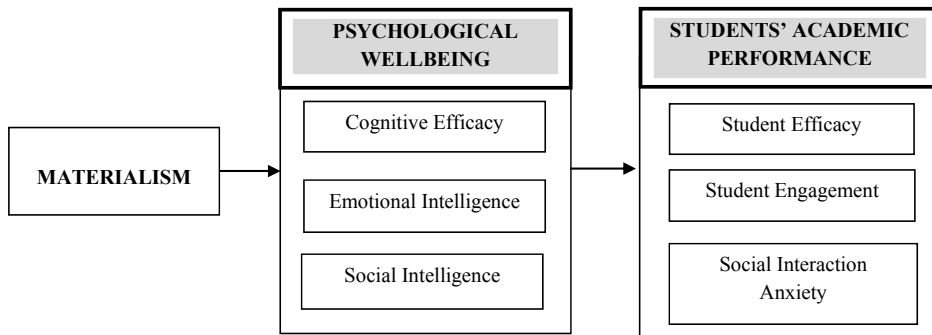 MATERIALISM
PSYCHOLOGICAL
WELLBEING
Cognitive Efficacy
Emotional Intelligence
Social Intelligence
STUDENTS’ ACADEMIC
PERFORMANCE
Student Efficacy
Student Engagement
Social Interaction
Anxiety